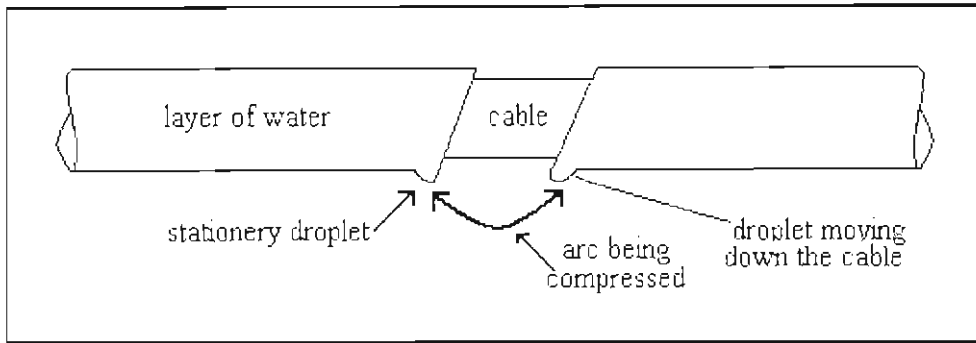 layer of water
cable
stationery droplet
arc being
compressed
droplet moving
down the cable